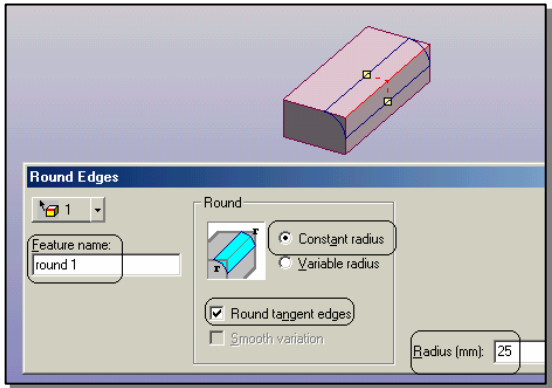 Round Edges
1
Round
Feature name:
round 1
r
r
Constant radius
Variable radius
Round tangent edges
Smooth variation
Radius (mm): 25